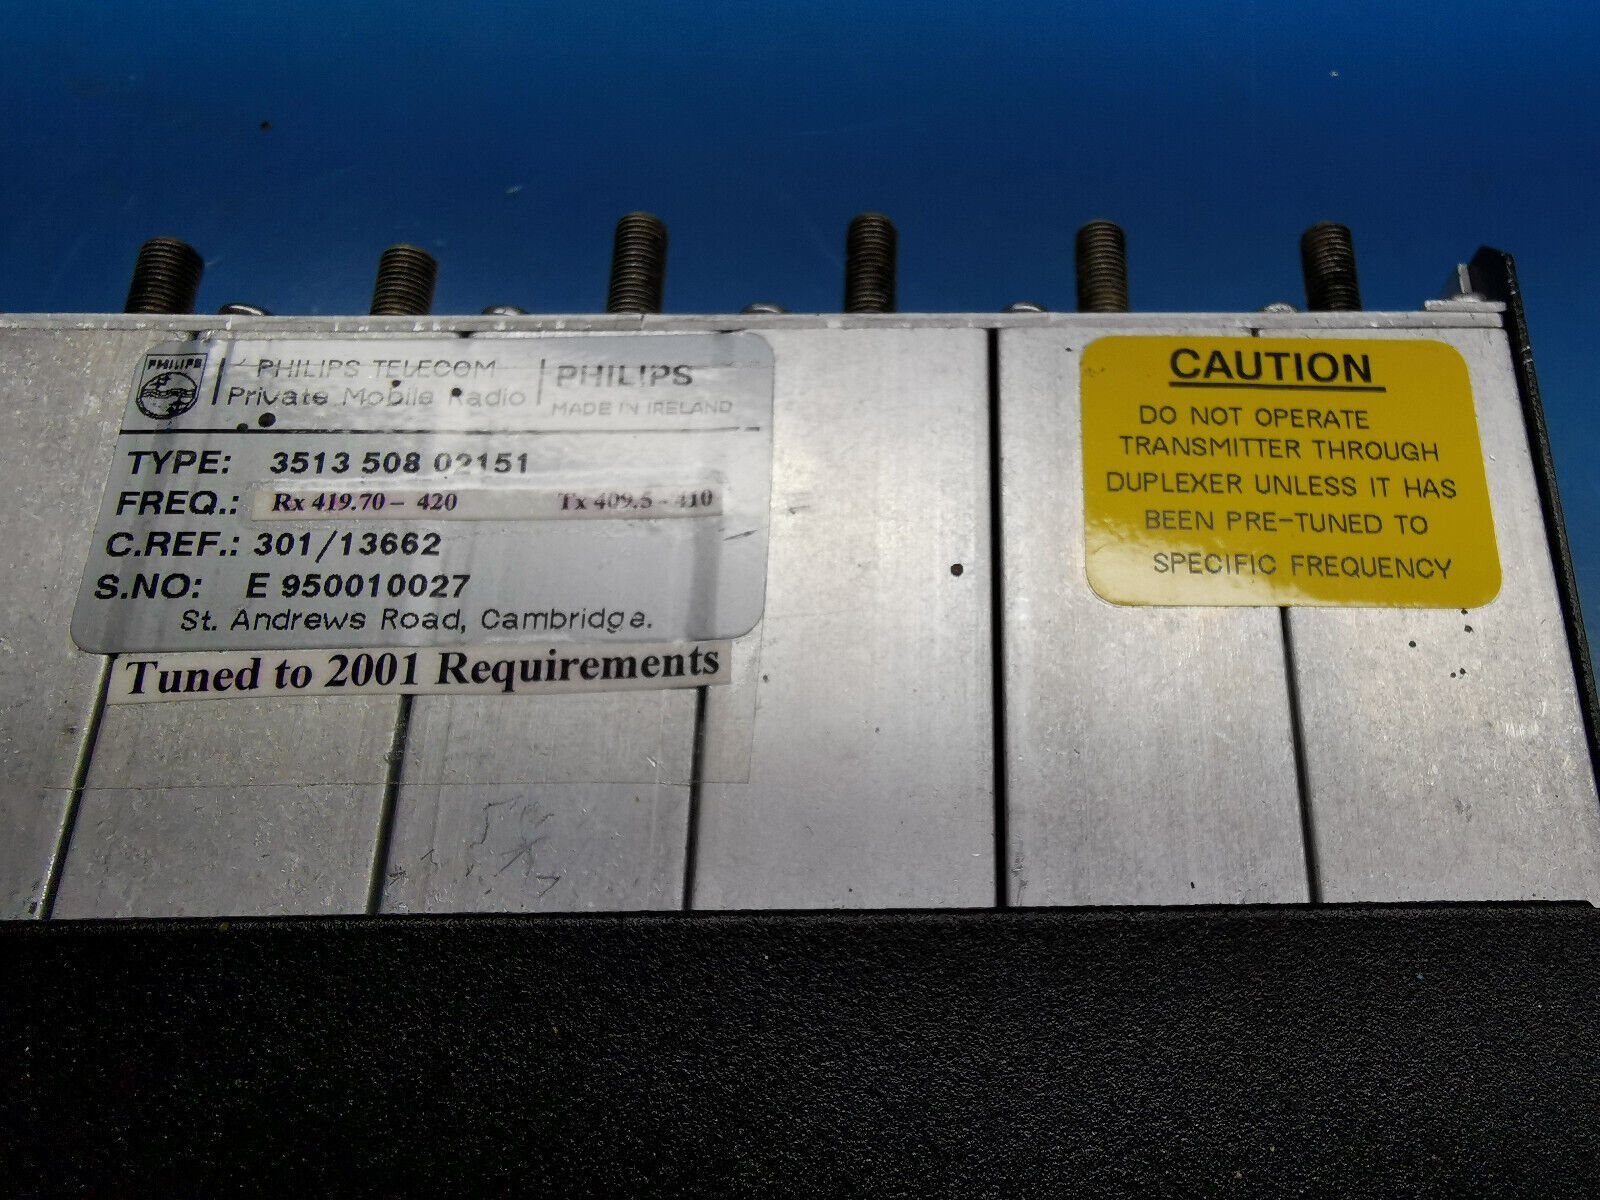 PHILIPS
PHILIPS TELECOM
Private Mobile Radio
PHILIPS
MADE IN IRELAND
TYPE: 3513 508 02151
FREQ.: Rx 419.70 - 420 Tx 409.5 - 410
C.REF.: 301/13662
S.NO: E 950010027
St. Andrews Road, Cambridge.
Tuned to 2001 Requirements
CAUTION
DO NOT OPERATE
TRANSMITTER THROUGH
DUPLEXER UNLESS IT HAS
BEEN PRE-TUNED TO
SPECIFIC FREQUENCY